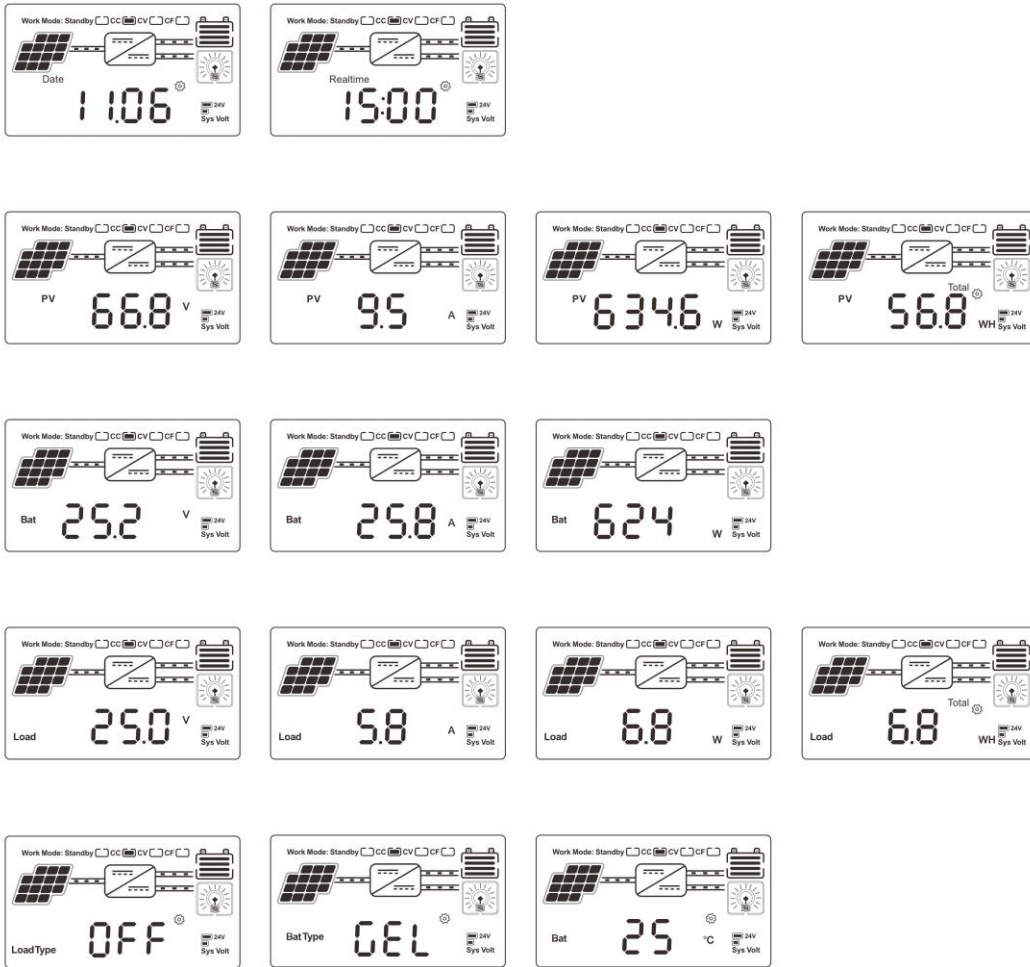 Work Mode: Standby CC CV CF
Date
11.06
24V
Sys Volt
Work Mode: Standby CC CV CF
Realtime
15:00
24V
Sys Volt
Work Mode: Standby CC CV CF
PV 66.8 V
24V
Sys Volt
Work Mode: Standby CC CV CF
PV 9.5 A
24V
Sys Volt
Work Mode: Standby CC CV CF
PV 634.6 W
24V
Sys Volt
Work Mode: Standby CC CV CF
Total
PV 56.8 WH
24V
Sys Volt
Work Mode: Standby CC CV CF
Bat 25.2 V
24V
Sys Volt
Work Mode: Standby CC CV CF
Bat 25.8 A
24V
Sys Volt
Work Mode: Standby CC CV CF
Bat 624 W
24V
Sys Volt
Work Mode: Standby CC CV CF
Load 25.0 V
24V
Sys Volt
Work Mode: Standby CC CV CF
Load 5.8 A
24V
Sys Volt
Work Mode: Standby CC CV CF
Load 6.8 W
24V
Sys Volt
Work Mode: Standby CC CV CF
Total
Load 6.8 WH
24V
Sys Volt
Work Mode: Standby CC CV CF
Load Type OFF
24V
Sys Volt
Work Mode: Standby CC CV CF
Bat Type GEL
24V
Sys Volt
Work Mode: Standby CC CV CF
Bat 25 °C
24V
Sys Volt